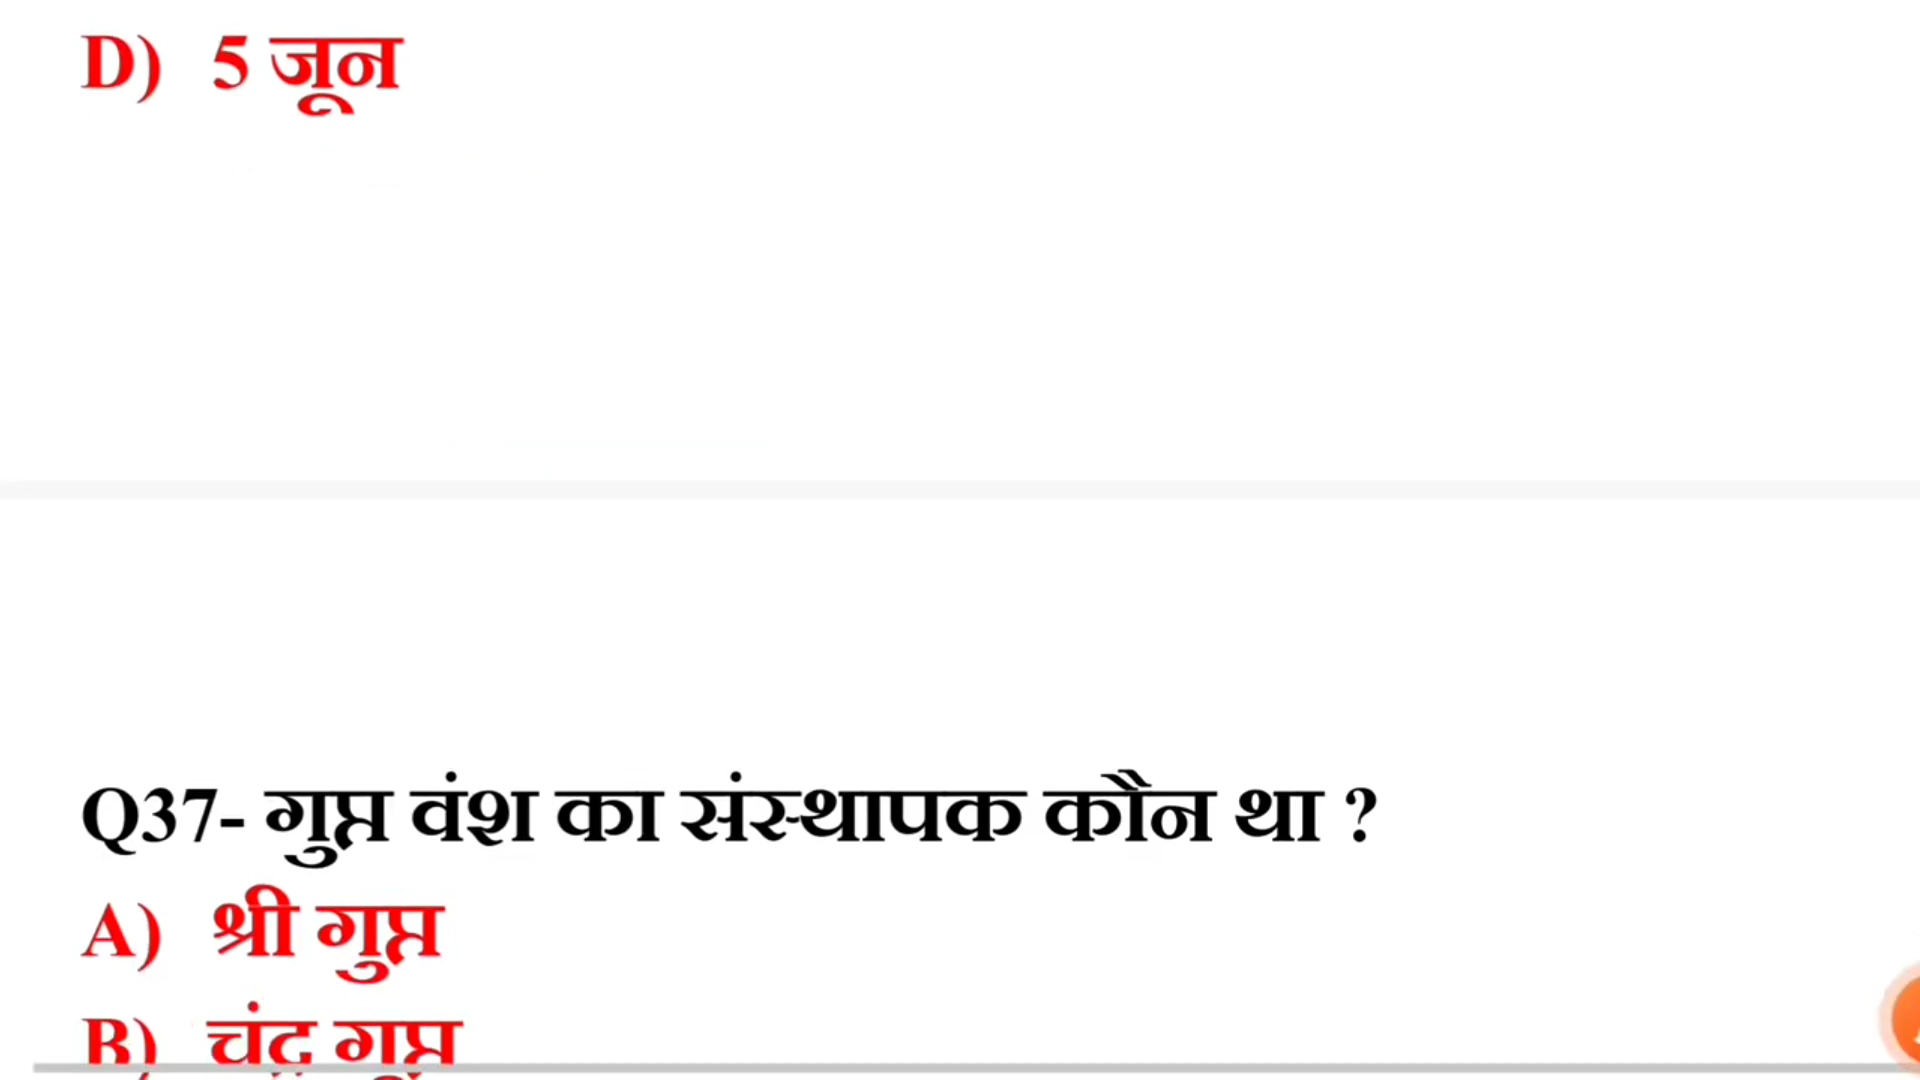 D) 5 जून
Q37- गुप्त वंश का संस्थापक कौन था ?
A) श्री गुप्त
B) चंद्र गुप्त